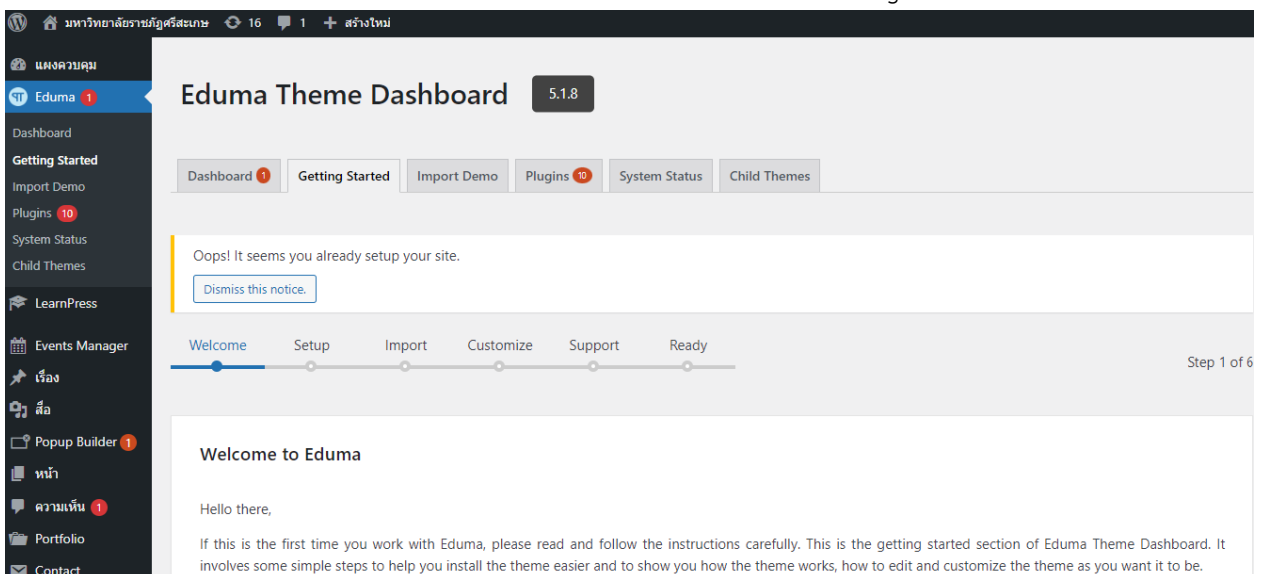 มหาวิทยาลัยราชภัฏศรีสะเกษ 16 1 + สร้างใหม่
แผงควบคุม
Eduma 1
Dashboard
Getting Started
Import Demo
Plugins 10
System Status
Child Themes
LearnPress
Events Manager
เรื่อง
สื่อ
Popup Builder 1
หน้า
ความเห็น 1
Portfolio
Contact
Eduma Theme Dashboard 5.1.8
Dashboard 1 Getting Started Import Demo Plugins 10 System Status Child Themes
Oops! It seems you already setup your site.
Dismiss this notice.
Welcome Setup Import Customize Support Ready
Step 1 of 6
Welcome to Eduma
Hello there,
If this is the first time you work with Eduma, please read and follow the instructions carefully. This is the getting started section of Eduma Theme Dashboard. It
involves some simple steps to help you install the theme easier and to show you how the theme works, how to edit and customize the theme as you want it to be.